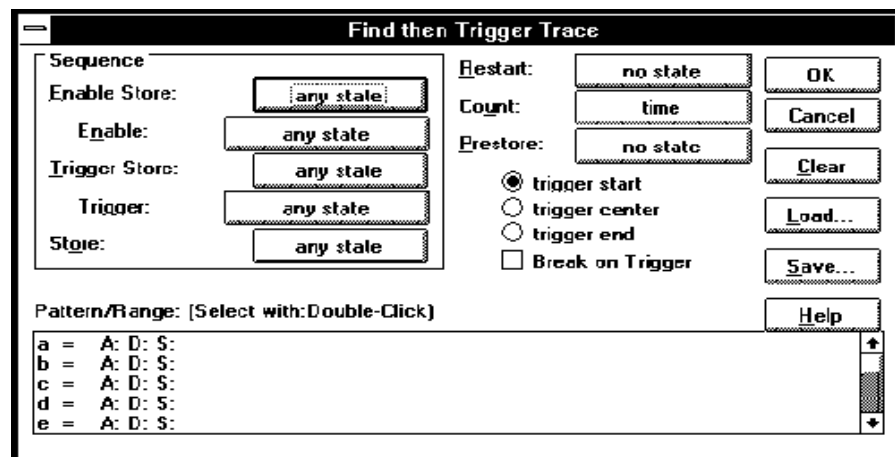 Find then Trigger Trace
Sequence
Enable Store: any state
Enable: any state
Trigger Store: any state
Trigger: any state
Store: any state
Restart: no state
Count: time
Prestore: no state
trigger start
trigger center
trigger end
Break on Trigger
OK
Cancel
Clear
Load...
Save...
Help
Pattern/Range: (Select with:Double-Click)
a = A: D: S:
b = A: D: S:
c = A: D: S:
d = A: D: S:
e = A: D: S: